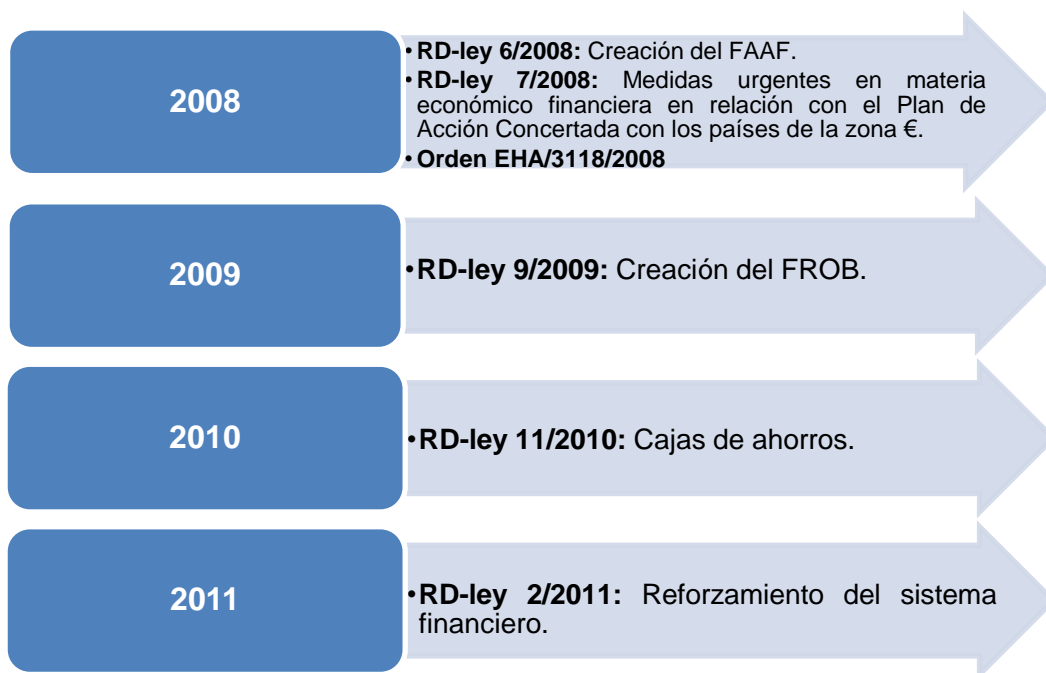 2008
•RD-ley 6/2008: Creación del FAAF.
•RD-ley 7/2008: Medidas urgentes en materia
económico financiera en relación con el Plan de
Acción Concertada con los países de la zona €.
•Orden EHA/3118/2008
2009
•RD-ley 9/2009: Creación del FROB.
2010
•RD-ley 11/2010: Cajas de ahorros.
2011
•RD-ley 2/2011: Reforzamiento del sistema
financiero.